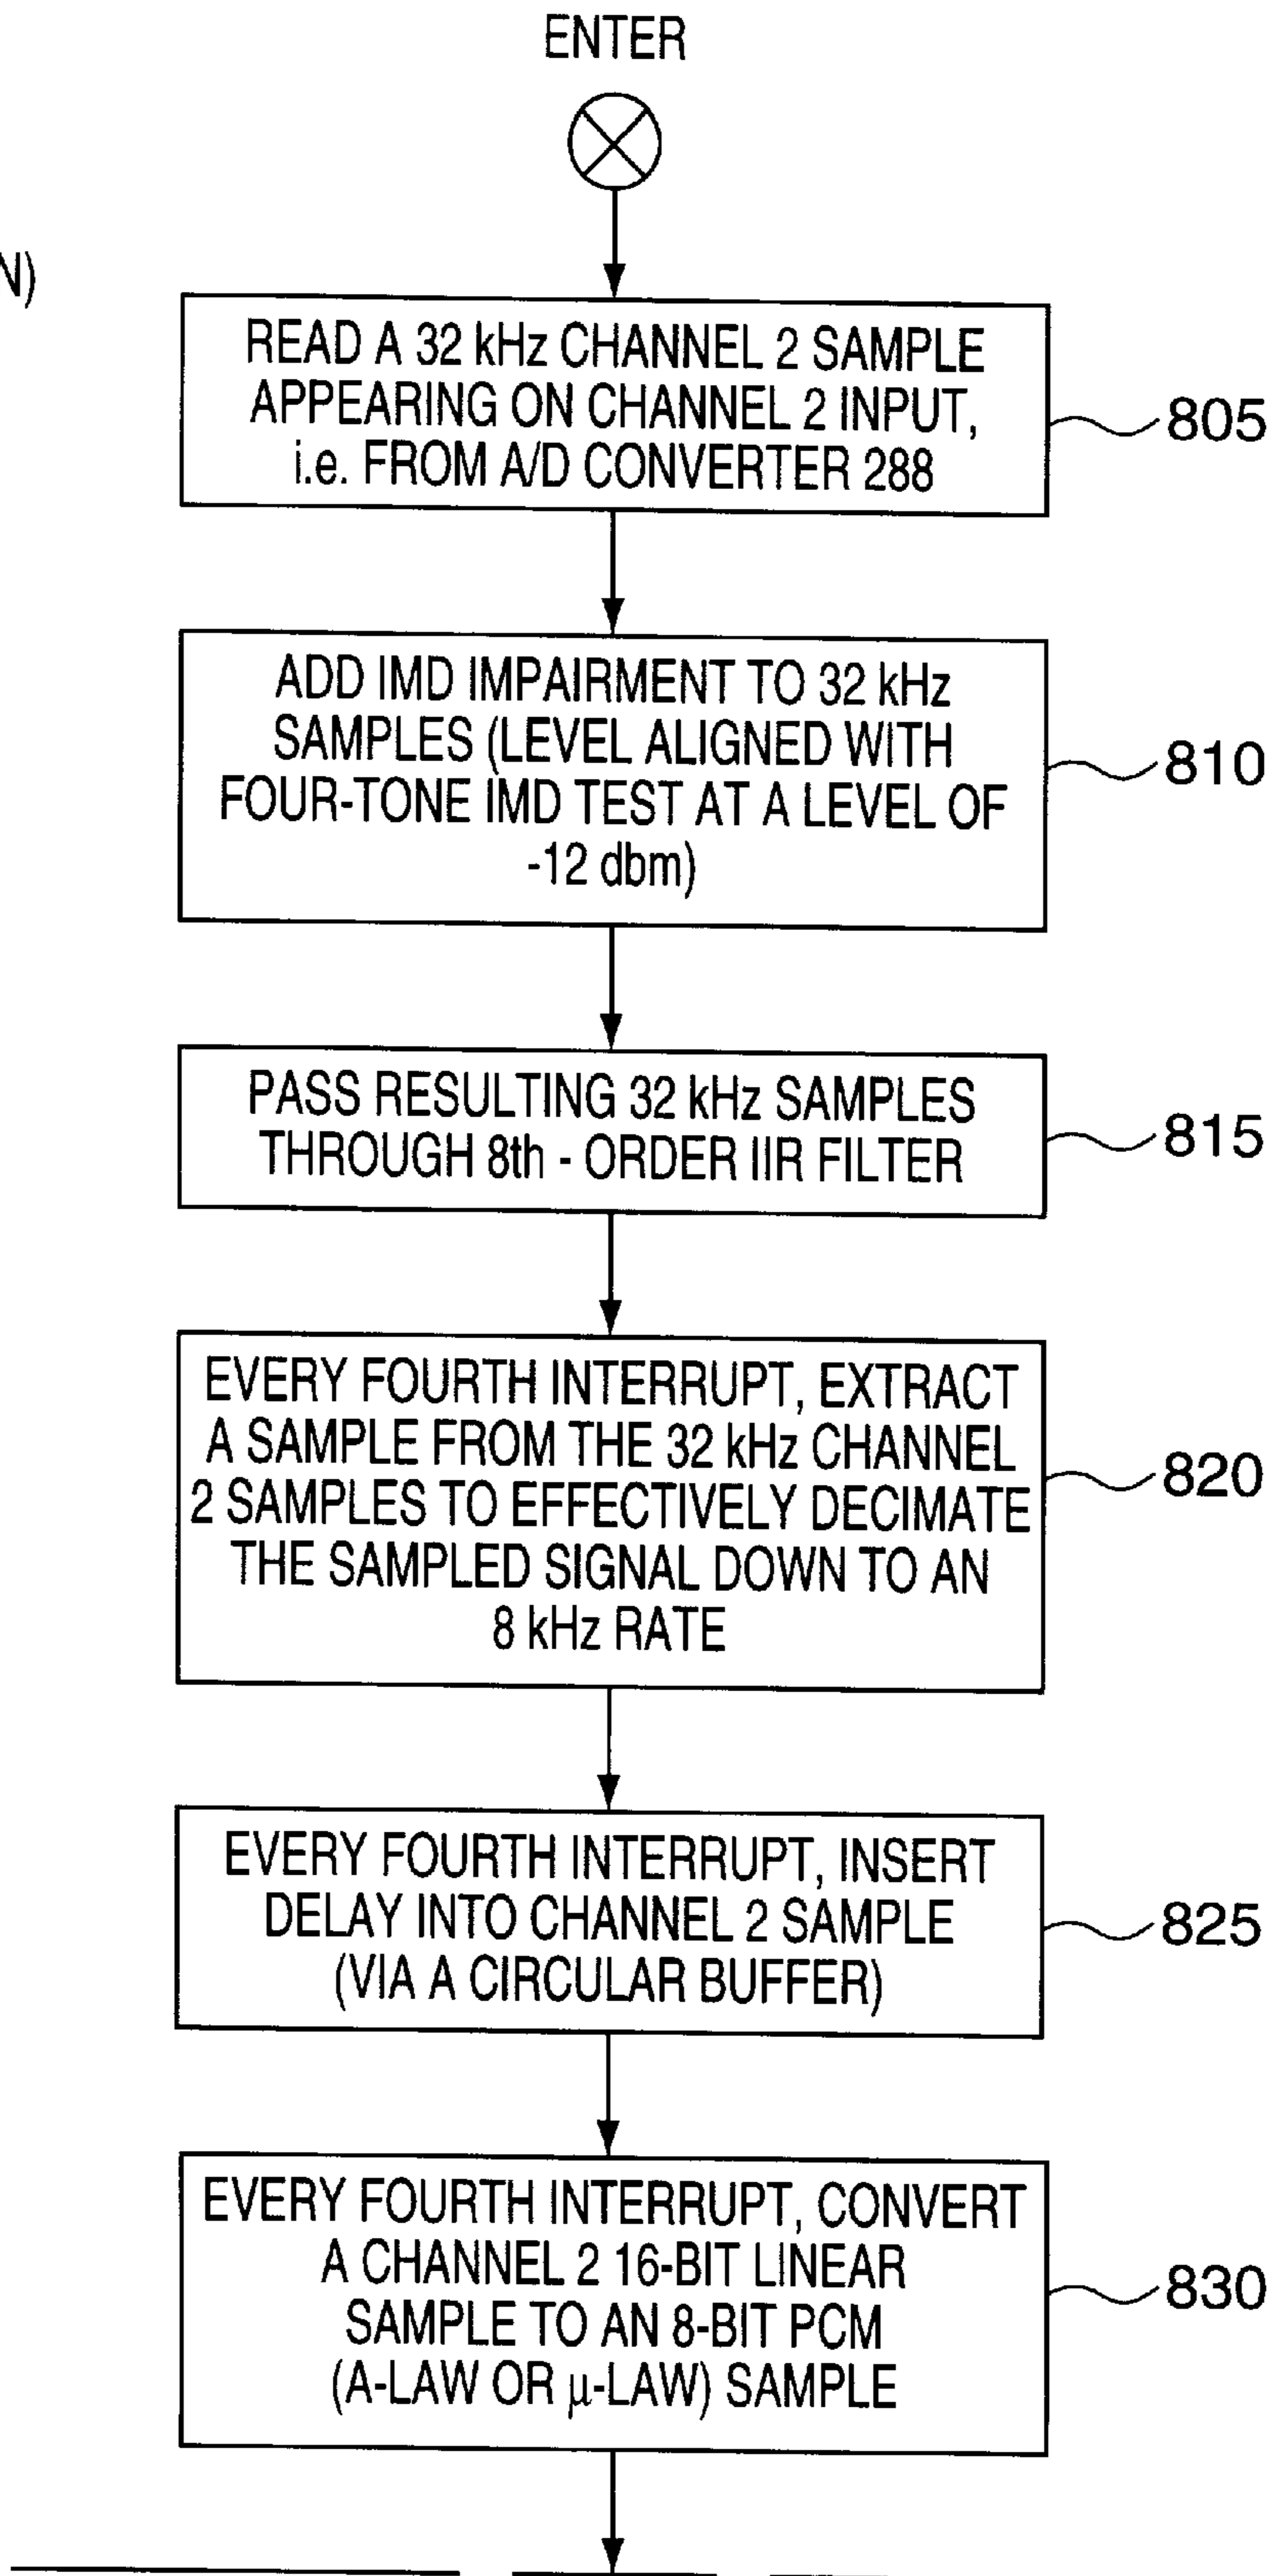 ENTER
N)
READ A 32 kHz CHANNEL 2 SAMPLE
APPEARING ON CHANNEL 2 INPUT,
i.e. FROM A/D CONVERTER 288
805
ADD IMD IMPAIRMENT TO 32 kHz
SAMPLES (LEVEL ALIGNED WITH
FOUR-TONE IMD TEST AT A LEVEL OF
-12 dbm)
810
PASS RESULTING 32 kHz SAMPLES
THROUGH 8th - ORDER IIR FILTER
815
EVERY FOURTH INTERRUPT, EXTRACT
A SAMPLE FROM THE 32 kHz CHANNEL
2 SAMPLES TO EFFECTIVELY DECIMATE
THE SAMPLED SIGNAL DOWN TO AN
8 kHz RATE
820
EVERY FOURTH INTERRUPT, INSERT
DELAY INTO CHANNEL 2 SAMPLE
(VIA A CIRCULAR BUFFER)
825
EVERY FOURTH INTERRUPT, CONVERT
A CHANNEL 2 16-BIT LINEAR
SAMPLE TO AN 8-BIT PCM
(A-LAW OR µ-LAW) SAMPLE
830